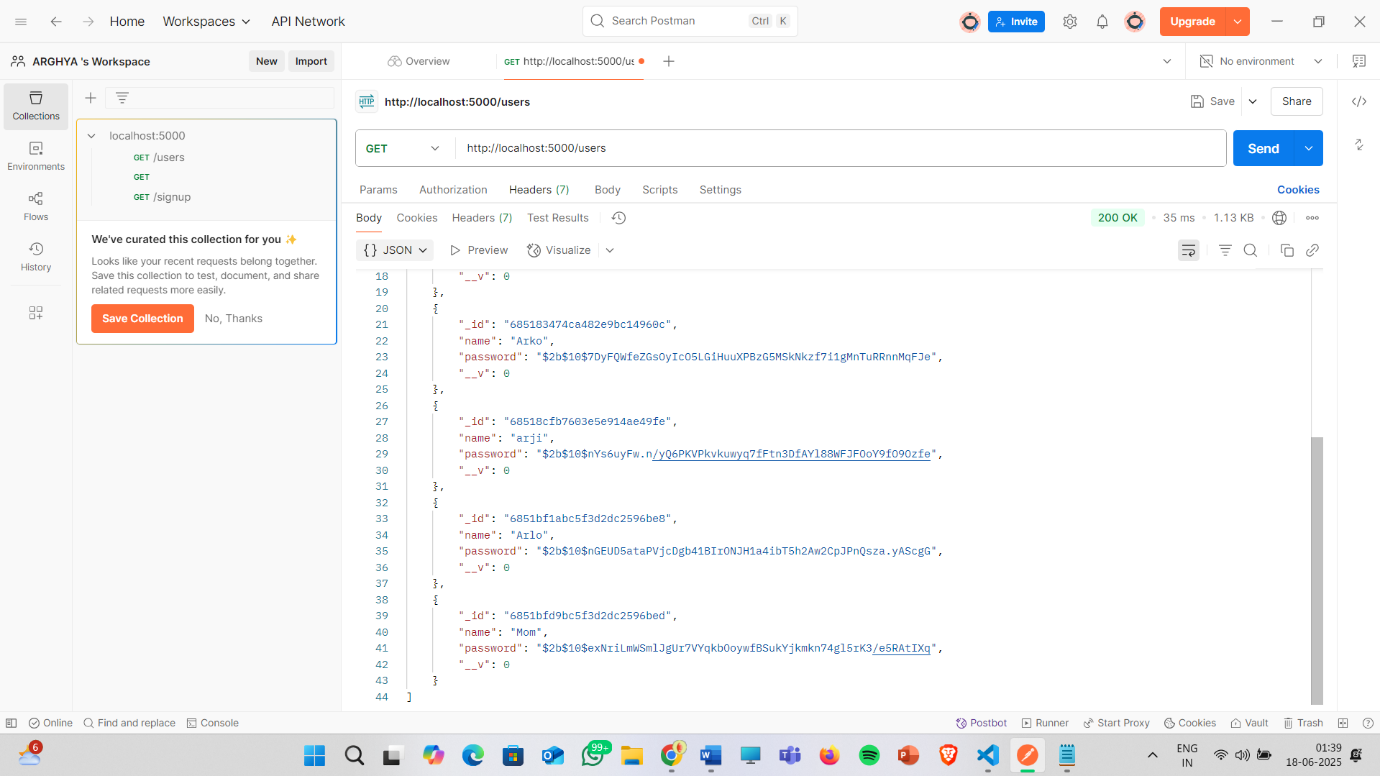 Home Workspaces API Network Search Postman Ctrl K Invite Upgrade
ARGHYA 's Workspace New Import Overview GET http://localhost:5000/us No environment
Collections
Environments
Flows
History
localhost:5000
GET /users
GET
GET /signup
We've curated this collection for you ✨
Looks like your recent requests belong together.
Save this collection to test, document, and share
related requests more easily.
Save Collection No, Thanks
HTTP http://localhost:5000/users Save Share
GET http://localhost:5000/users Send
Params Authorization Headers (7) Body Scripts Settings Cookies
Body Cookies Headers (7) Test Results 200 OK • 35 ms • 1.13 KB
{ } JSON Preview Visualize
18 "__v": 0
19 },
20 {
21 "_id": "685183474ca482e9bc14960c",
22 "name": "Arko",
23 "password": "$2b$10$7DyFQWfeZGsOyIcO5LGiHuuXPBzG5MSkNkzf7i1gMnTuRRnnMqFJe",
24 "__v": 0
25 },
26 {
27 "_id": "68518cfb7603e5e914ae49fe",
28 "name": "arji",
29 "password": "$2b$10$nYs6uyFw.n/yQ6PKVPkvkuwyq7fFtn3DfAYl88WFJFOoY9fO9Ozfe",
30 "__v": 0
31 },
32 {
33 "_id": "6851bf1abc5f3d2dc2596be8",
34 "name": "Arlo",
35 "password": "$2b$10$nGEUD5ataPVjcDgb41BIrONJH1a4ibT5h2Aw2CpJPnQsza.yAScgG",
36 "__v": 0
37 },
38 {
39 "_id": "6851bfd9bc5f3d2dc2596bed",
40 "name": "Mom",
41 "password": "$2b$10$exNriLmWSmlJgUr7VYqkbOoywfBSukYjkmkn74gl5rK3/e5RAtIXq",
42 "__v": 0
43 }
44 ]
Online Find and replace Console Postbot Runner Start Proxy Cookies Vault Trash
6 99+ ENG 01:39
IN 18-06-2025